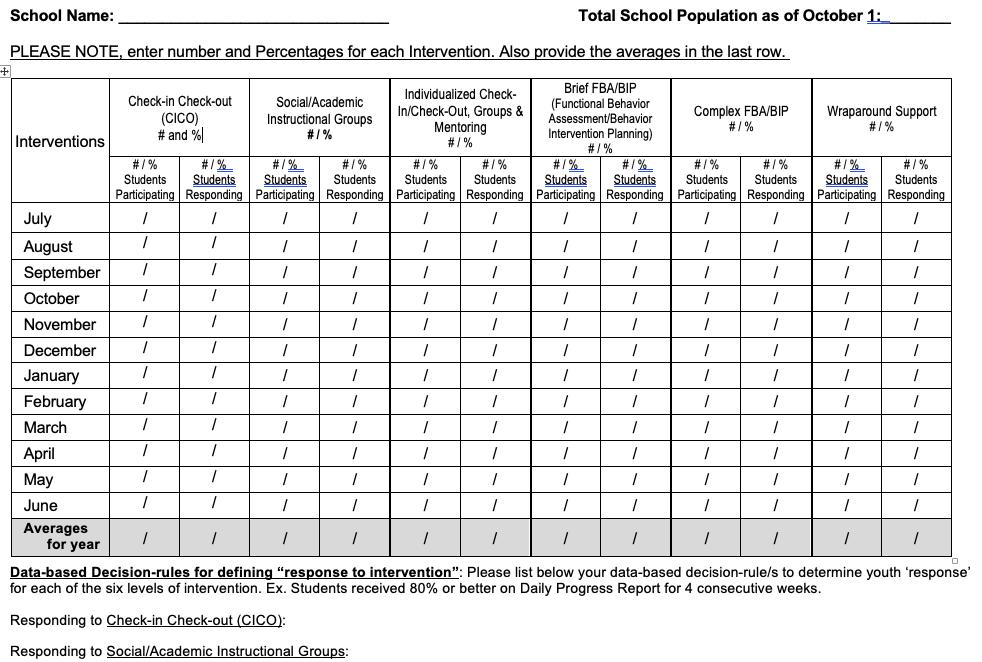 School Name: ________________________________ Total School Population as of October 1:_________
PLEASE NOTE, enter number and Percentages for each Intervention. Also provide the averages in the last row.
Interventions
Check-in Check-out
(CICO)
# and %
Social/Academic
Instructional Groups
# / %
Individualized Check-
In/Check-Out, Groups &
Mentoring
# / %
Brief FBA/BIP
(Functional Behavior
Assessment/Behavior
Intervention Planning)
# / %
Complex FBA/BIP
# / %
Wraparound Support
# / %
# / %
Students
Participating
# / %
Students
Responding
# / %
Students
Participating
# / %
Students
Responding
# / %
Students
Participating
# / %
Students
Responding
# / %
Students
Participating
# / %
Students
Responding
# / %
Students
Participating
# / %
Students
Responding
# / %
Students
Participating
# / %
Students
Responding
July / / / / / / / / / / / /
August / / / / / / / / / / / /
September / / / / / / / / / / / /
October / / / / / / / / / / / /
November / / / / / / / / / / / /
December / / / / / / / / / / / /
January / / / / / / / / / / / /
February / / / / / / / / / / / /
March / / / / / / / / / / / /
April / / / / / / / / / / / /
May / / / / / / / / / / / /
June / / / / / / / / / / / /
Averages
for year / / / / / / / / / / / /
Data-based Decision-rules for defining “response to intervention”: Please list below your data-based decision-rule/s to determine youth ‘response’
for each of the six levels of intervention. Ex. Students received 80% or better on Daily Progress Report for 4 consecutive weeks.
Responding to Check-in Check-out (CICO):
Responding to Social/Academic Instructional Groups: